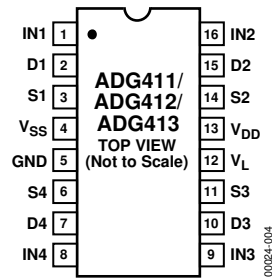 IN1 1 16 IN2
D1 2 15 D2
S1 3 14 S2
VSS 4 13 VDD
GND 5 12 VL
S4 6 11 S3
D4 7 10 D3
IN4 8 9 IN3
ADG411/
ADG412/
ADG413
TOP VIEW
(Not to Scale)
00024-004